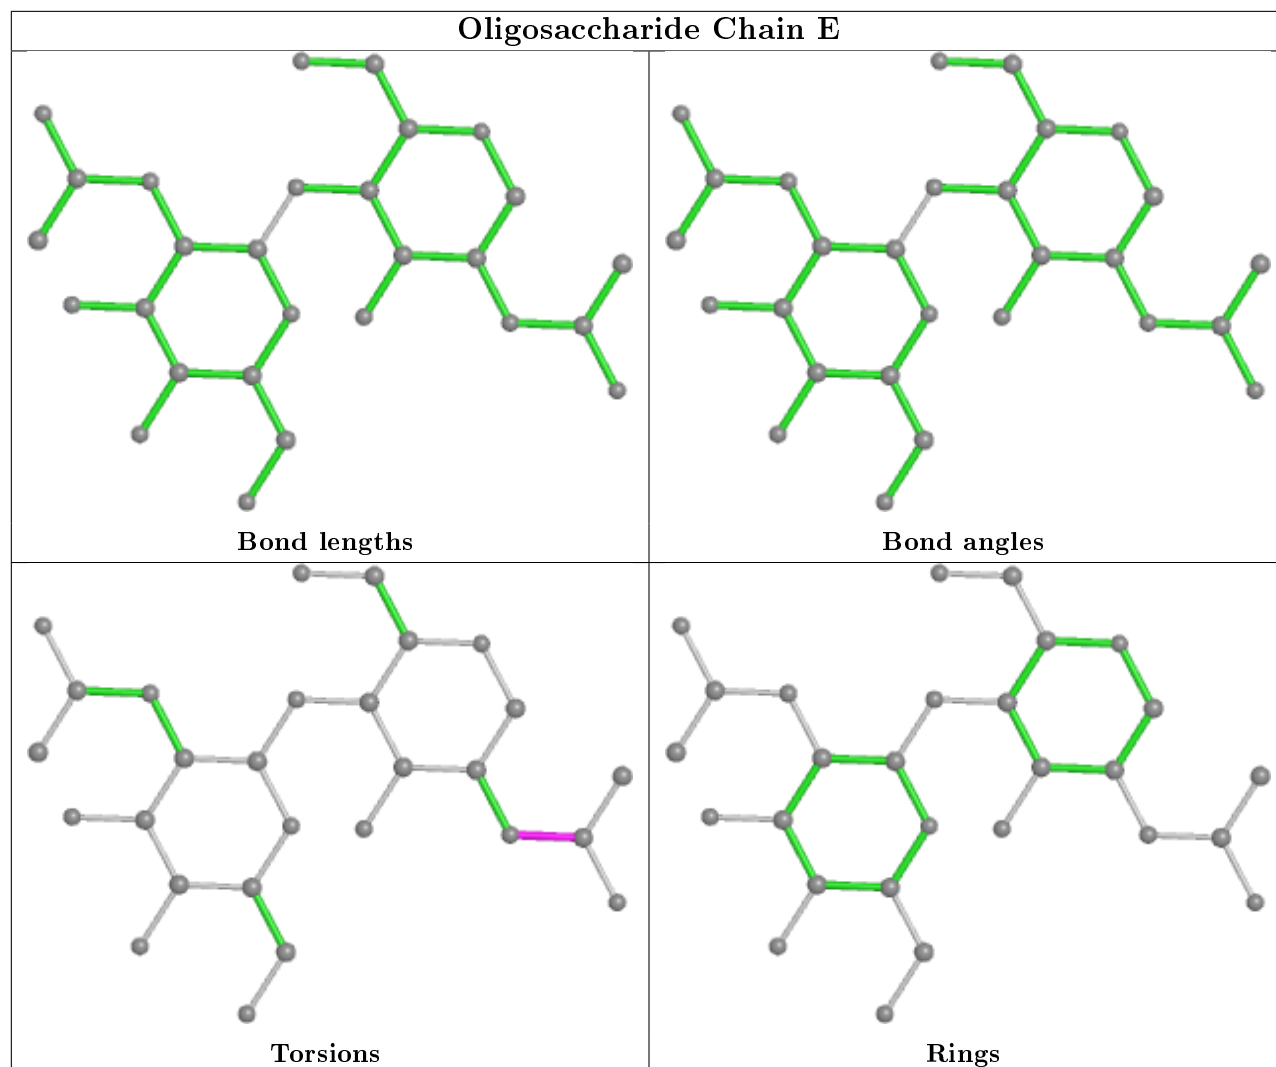 Oligosaccharide Chain E
Bond lengths
Bond angles
Torsions
Rings